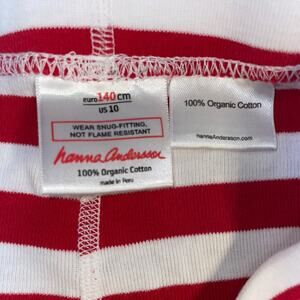 euro 140 cm
US 10
WEAR SNUG-FITTING,
NOT FLAME RESISTANT
hanna Andersson
100% Organic Cotton
made in Peru
100% Organic Cotton
hannaAndersson.com